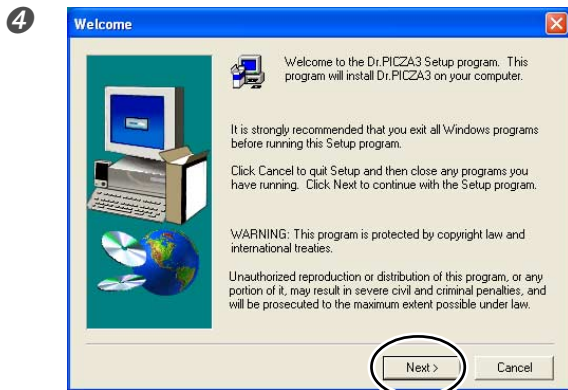 4
Welcome
Welcome to the Dr.PICZA3 Setup program. This
program will install Dr.PICZA3 on your computer.
It is strongly recommended that you exit all Windows programs
before running this Setup program.
Click Cancel to quit Setup and then close any programs you
have running. Click Next to continue with the Setup program.
WARNING: This program is protected by copyright law and
international treaties.
Unauthorized reproduction or distribution of this program, or any
portion of it, may result in severe civil and criminal penalties, and
will be prosecuted to the maximum extent possible under law.
Next > Cancel